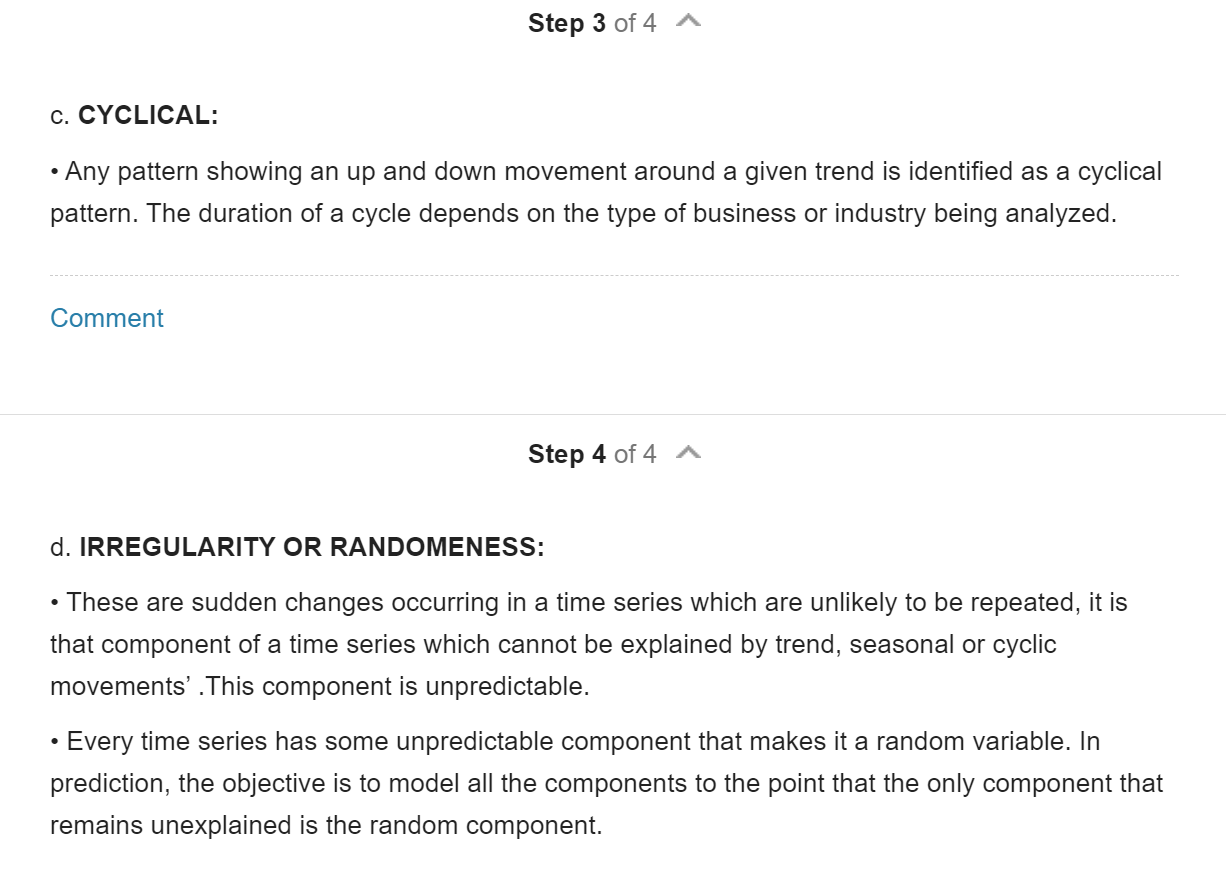 Step 3 of 4
c. CYCLICAL:
• Any pattern showing an up and down movement around a given trend is identified as a cyclical
pattern. The duration of a cycle depends on the type of business or industry being analyzed.
Comment
Step 4 of 4
d. IRREGULARITY OR RANDOMENESS:
• These are sudden changes occurring in a time series which are unlikely to be repeated, it is
that component of a time series which cannot be explained by trend, seasonal or cyclic
movements’ .This component is unpredictable.
• Every time series has some unpredictable component that makes it a random variable. In
prediction, the objective is to model all the components to the point that the only component that
remains unexplained is the random component.